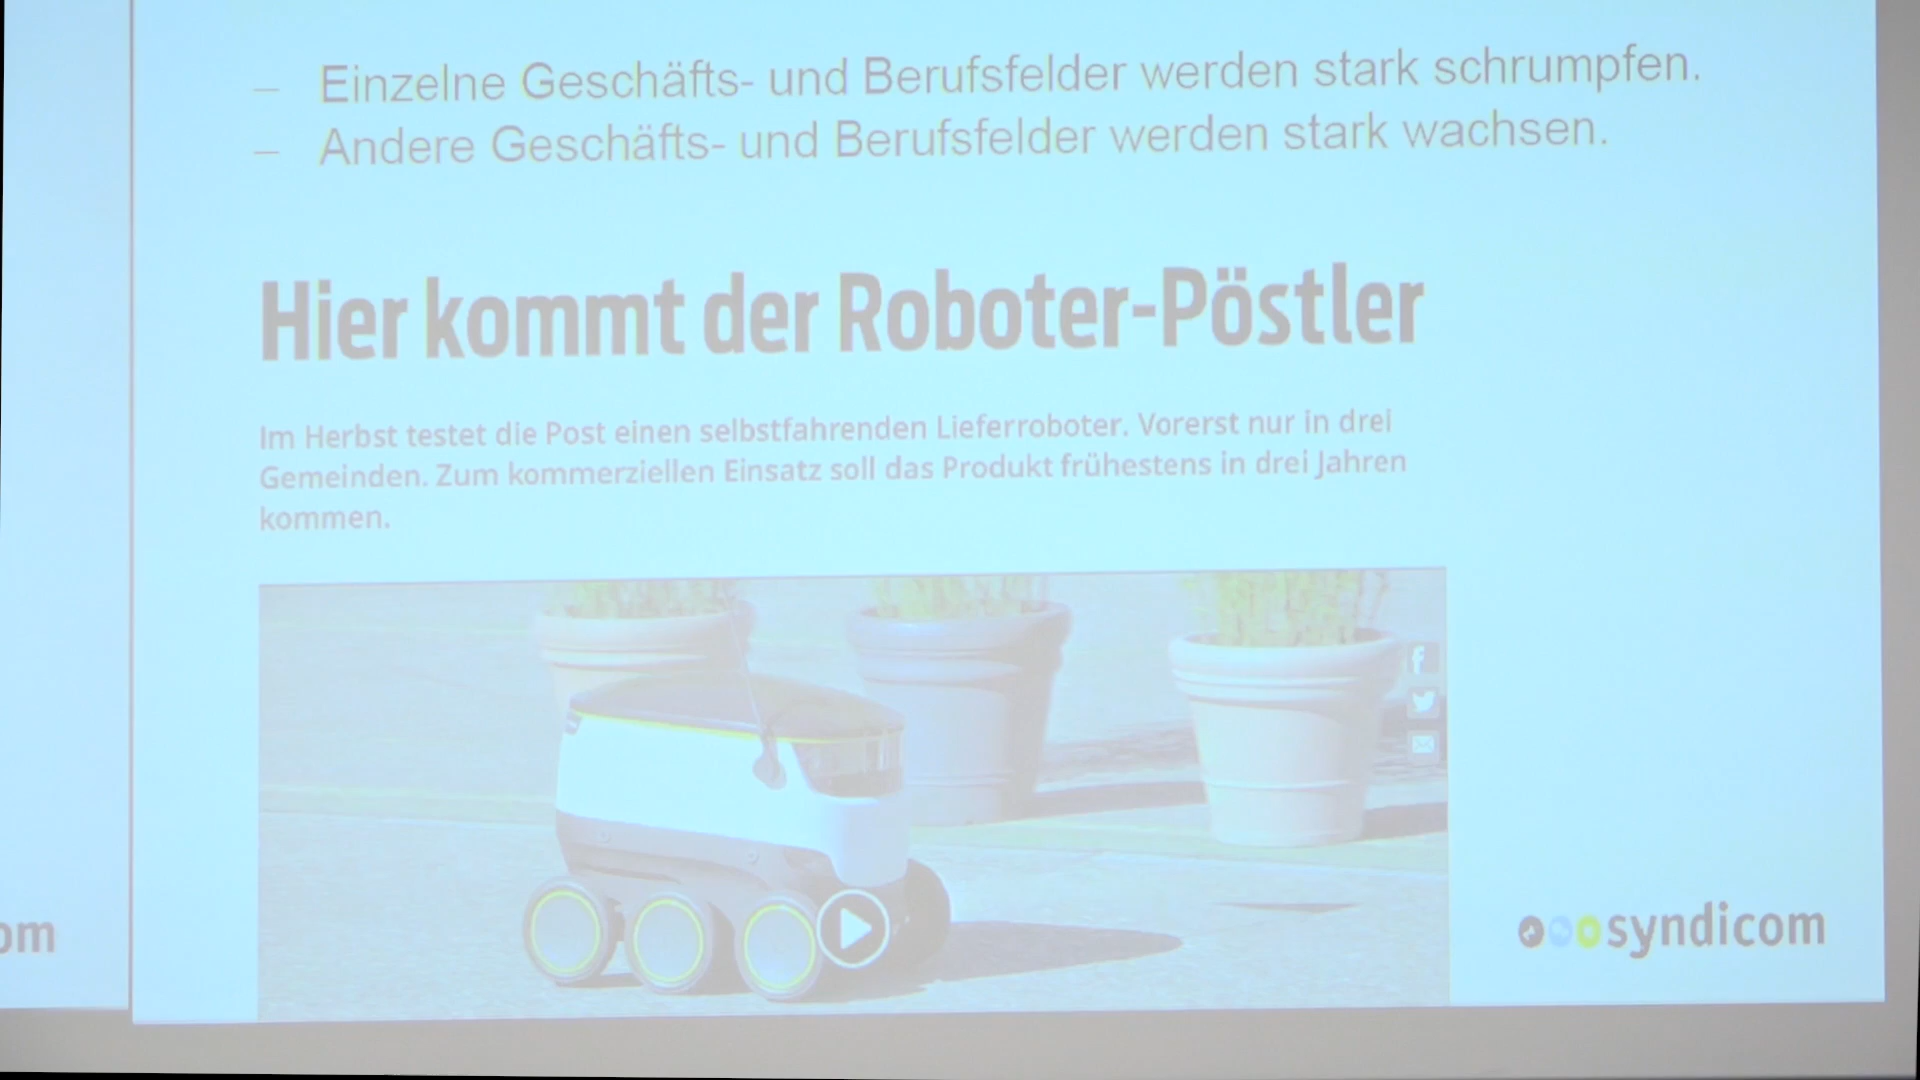 – Einzelne Geschäfts- und Berufsfelder werden stark schrumpfen.
– Andere Geschäfts- und Berufsfelder werden stark wachsen.
Hier kommt der Roboter-Pöstler
Im Herbst testet die Post einen selbstfahrenden Lieferroboter. Vorerst nur in drei
Gemeinden. Zum kommerziellen Einsatz soll das Produkt frühestens in drei Jahren
kommen.
syndicom
om